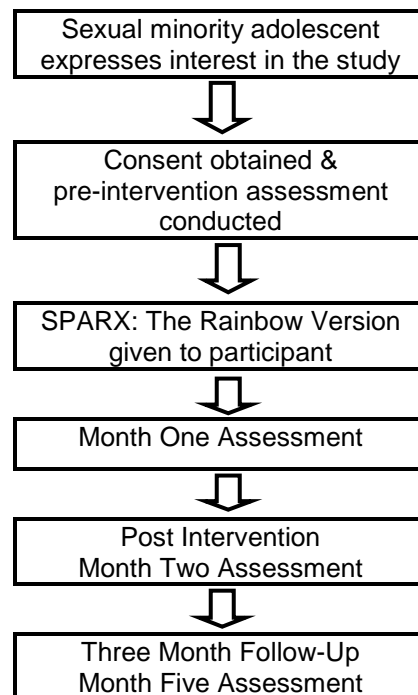 Sexual minority adolescent
expresses interest in the study
Consent obtained &
pre-intervention assessment
conducted
SPARX: The Rainbow Version
given to participant
Month One Assessment
Post Intervention
Month Two Assessment
Three Month Follow-Up
Month Five Assessment